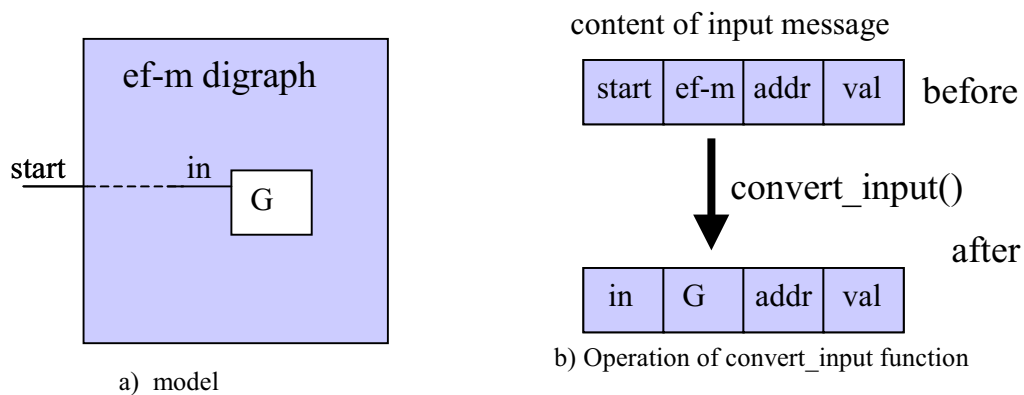 ef-m digraph
start
in
G
a) model
content of input message
start ef-m addr val
before
convert_input()
after
in G addr val
b) Operation of convert_input function